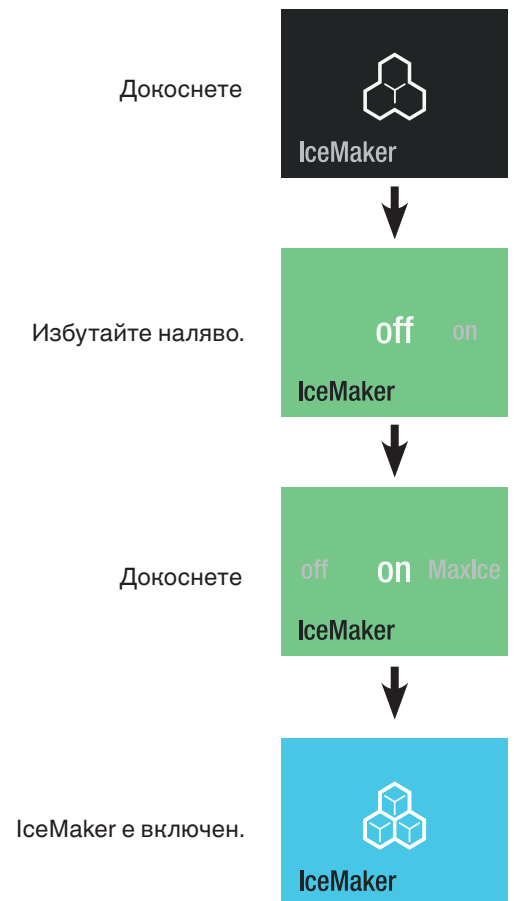 Докоснете
IceMaker
Избутайте наляво.
off on
IceMaker
Докоснете
off on MaxIce
IceMaker
IceMaker е включен.
IceMaker